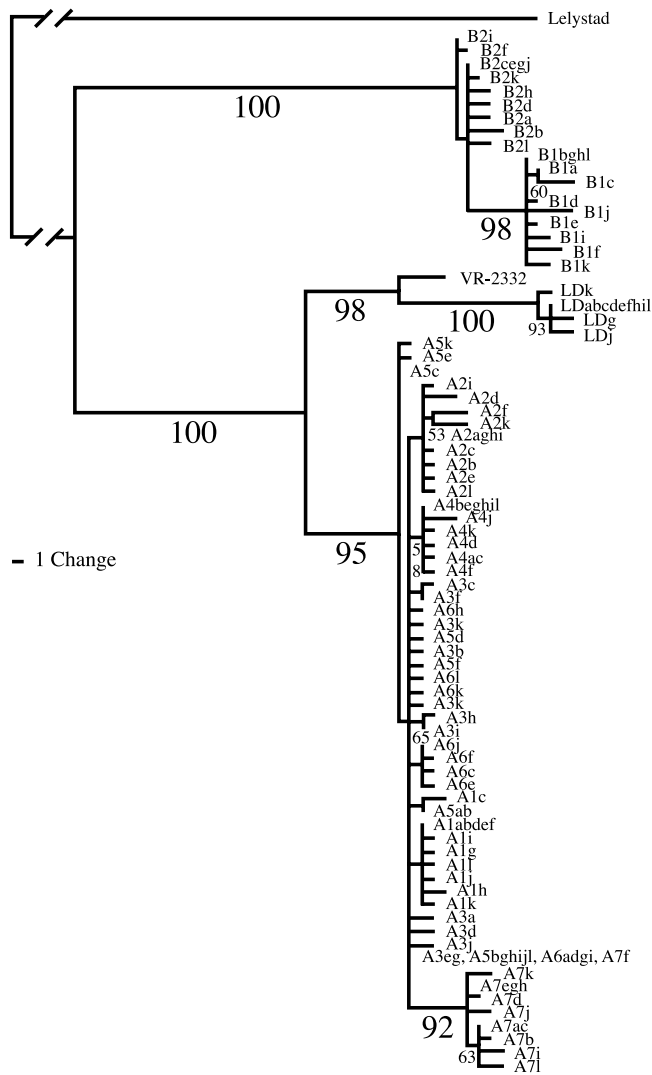 Lelystad
B2i
B2f
B2cegj
B2k
B2h
100
B2d
B2a
B2b
B2l
B1bghl
B1a
B1c
60
B1d
B1j
98
B1e
B1i
B1f
B1k
VR-2332
LDk
98
LDabcdefhil
100
LDg
93
LDj
A5k
A5e
A5c
A2i
A2d
A2f
A2k
100
53
A2aghi
A2c
A2b
A2e
A2l
A4beghil
A4j
A4k
A4d
95
5
A4ac
1 Change
8
A4f
A3c
A3f
A6h
A3k
A5d
A3b
A5f
A6l
A6k
A3k
A3h
A3i
65
A6j
A6f
A6c
A6e
A1c
A5ab
A1abdef
A1i
A1g
A1l
A1j
A1h
A1k
A3a
A3d
A3j
A3eg, A5bghijl, A6adgi, A7f
A7k
A7egh
A7d
A7j
92
A7ac
A7b
63
A7i
A7l